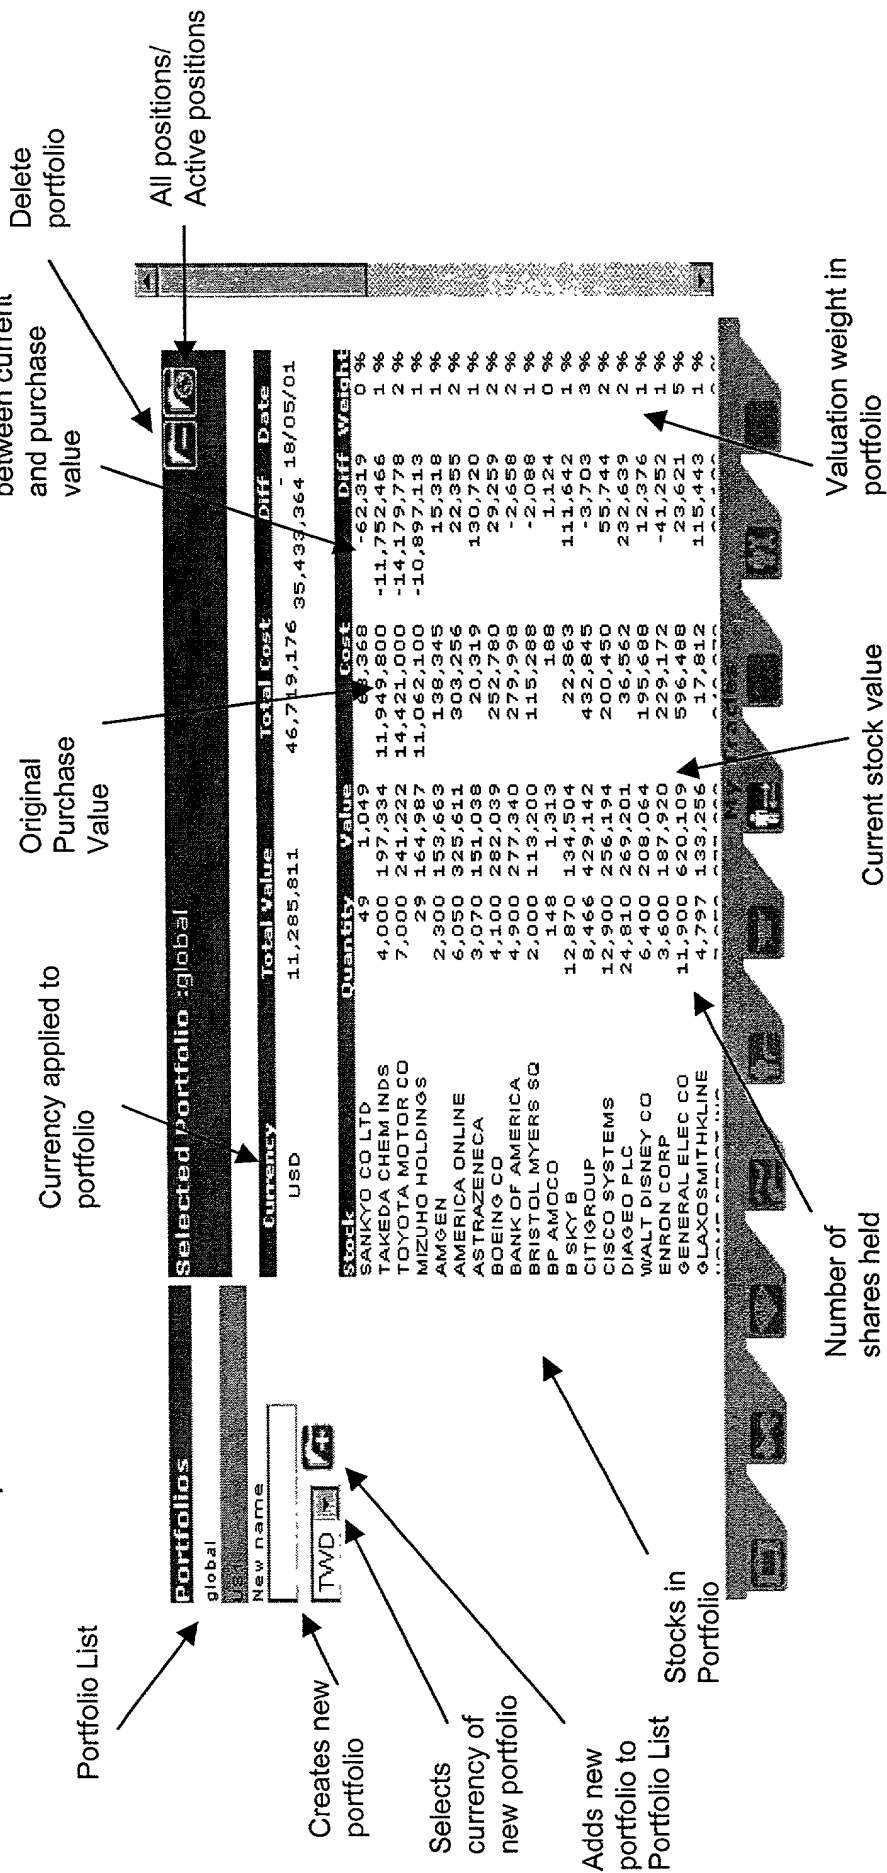 between current
and purchase
value
Delete
portfolio
All positions/
Active positions
Original
Purchase
Value
Currency applied to
portfolio
Portfolio List
Creates new
portfolio
Selects
currency of
new portfolio
Adds new
portfolio to
Portfolio List
Stocks in
Portfolio
Number of
shares held
Current stock value
Valuation weight in
portfolio
Portfolios
global
New name
TWD
Selected Portfolio :global
Currency Total Value Total Cost Diff Date
USD 11,285,811 46,719,176 35,433,364 18/05/01
Stock Quantity Value Cost Diff Weight
SANKYO CO LTD 49 1,049 63,368 -62,319 0 %
TAKEDA CHEM INDS 4,000 197,334 11,949,800 -11,752,466 1 %
TOYOTA MOTOR CO 7,000 241,222 14,421,000 -14,179,778 2 %
MIZUHO HOLDINGS 29 164,987 11,062,100 -10,897,113 1 %
AMGEN 2,300 153,663 138,345 15,318 1 %
AMERICA ONLINE 6,050 325,611 303,256 22,355 2 %
ASTRAZENECA 3,070 151,038 20,319 130,720 1 %
BOEING CO 4,100 282,039 252,780 29,259 2 %
BANK OF AMERICA 4,900 277,340 279,998 -2,658 2 %
BRISTOL MYERS SQ 2,000 113,200 115,288 -2,088 1 %
BP AMOCO 148 1,313 188 1,124 0 %
B SKY B 12,870 134,504 22,863 111,642 1 %
CITIGROUP 8,466 429,142 432,845 -3,703 3 %
CISCO SYSTEMS 12,900 256,194 200,450 55,744 2 %
DIAGEO PLC 24,810 269,201 36,562 232,639 2 %
WALT DISNEY CO 6,400 208,064 195,688 12,376 1 %
ENRON CORP 3,600 187,920 229,172 -41,252 1 %
GENERAL ELEC CO 11,900 620,109 596,488 23,621 5 %
GLAXOSMITHKLINE 4,797 133,256 17,812 115,443 1 %